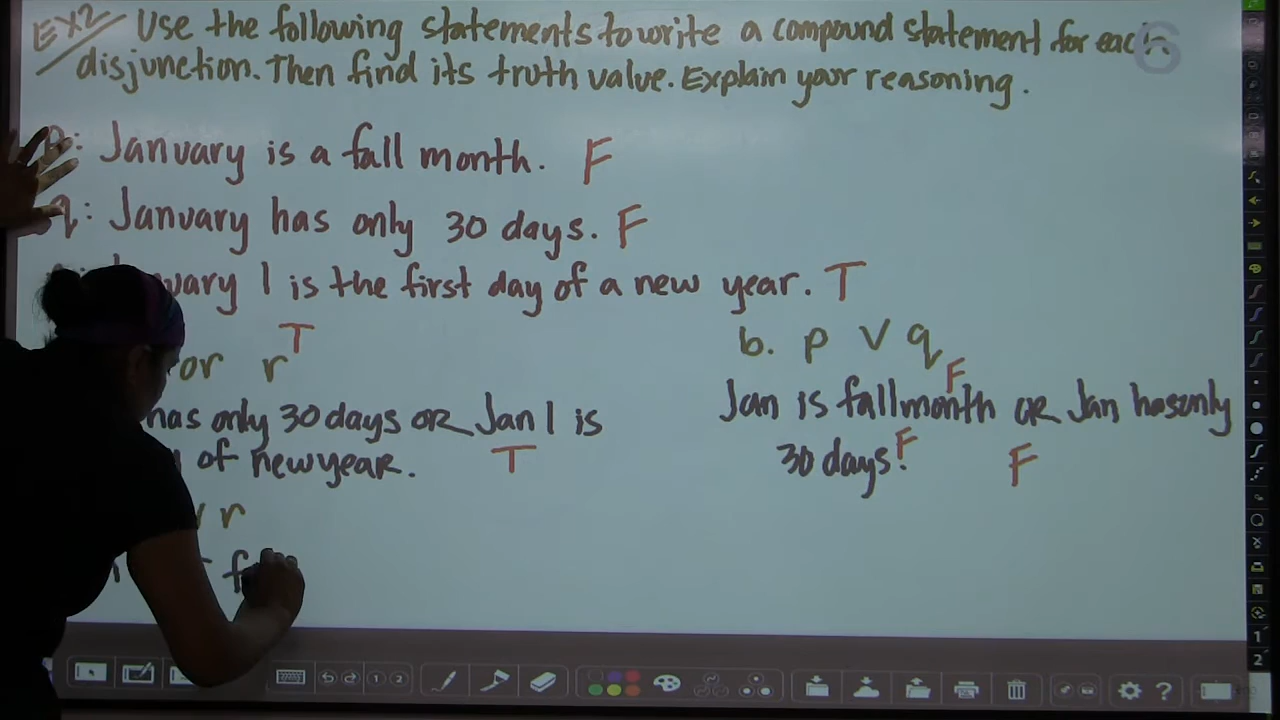 EX2 Use the following statements to write a compound statement for each
disjunction. Then find its truth value. Explain your reasoning.
6
January is a fall month. F
q: January has only 30 days. F
1 is the first day of a new year. T
or r T
b. p ∨ q F
has only 30 days OR Jan 1 is
of new year. T
Jan is fall month OR Jan has only
30 days. F F
r
1
2